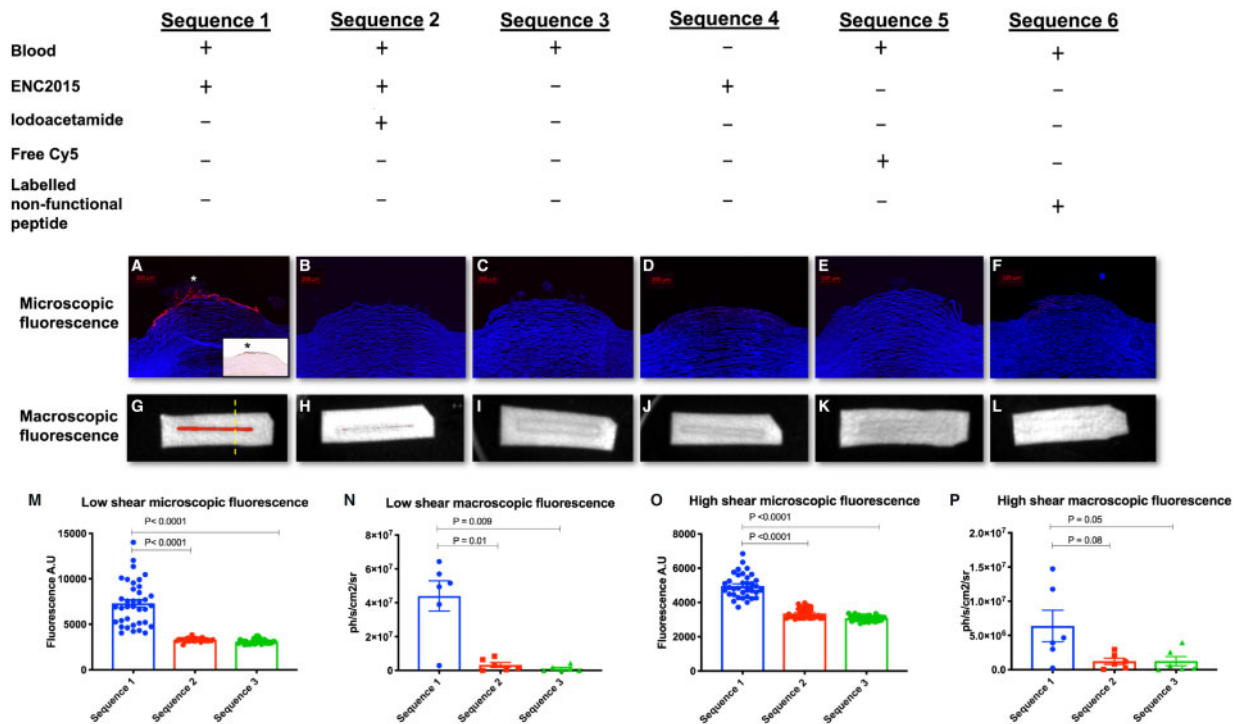 Sequence 1 Sequence 2 Sequence 3 Sequence 4 Sequence 5 Sequence 6
Blood + + + – + +
ENC2015 + + – + – –
Iodoacetamide – + – – – –
Free Cy5 – – – – + –
Labelled
non-functional
peptide – – – – – +
A * B C D E F
Microscopic
fluorescence
*
G H I J K L
Macroscopic
fluorescence
M Low shear microscopic fluorescence
P< 0.0001
P< 0.0001
Fluorescence A.U
15000
10000
5000
0
Sequence 1
Sequence 2
Sequence 3
N Low shear macroscopic fluorescence
P = 0.009
P = 0.01
ph/s/cm2/sr
8×10⁷
6×10⁷
4×10⁷
2×10⁷
0
Sequence 1
Sequence 2
Sequence 3
O High shear microscopic fluorescence
P <0.0001
P <0.0001
Fluorescence A.U
8000
6000
4000
2000
0
Sequence 1
Sequence 2
Sequence 3
P High shear macroscopic fluorescence
P = 0.05
P = 0.08
ph/s/cm2/sr
2.0×10⁷
1.5×10⁷
1.0×10⁷
5.0×10⁶
0.0
Sequence 1
Sequence 2
Sequence 3